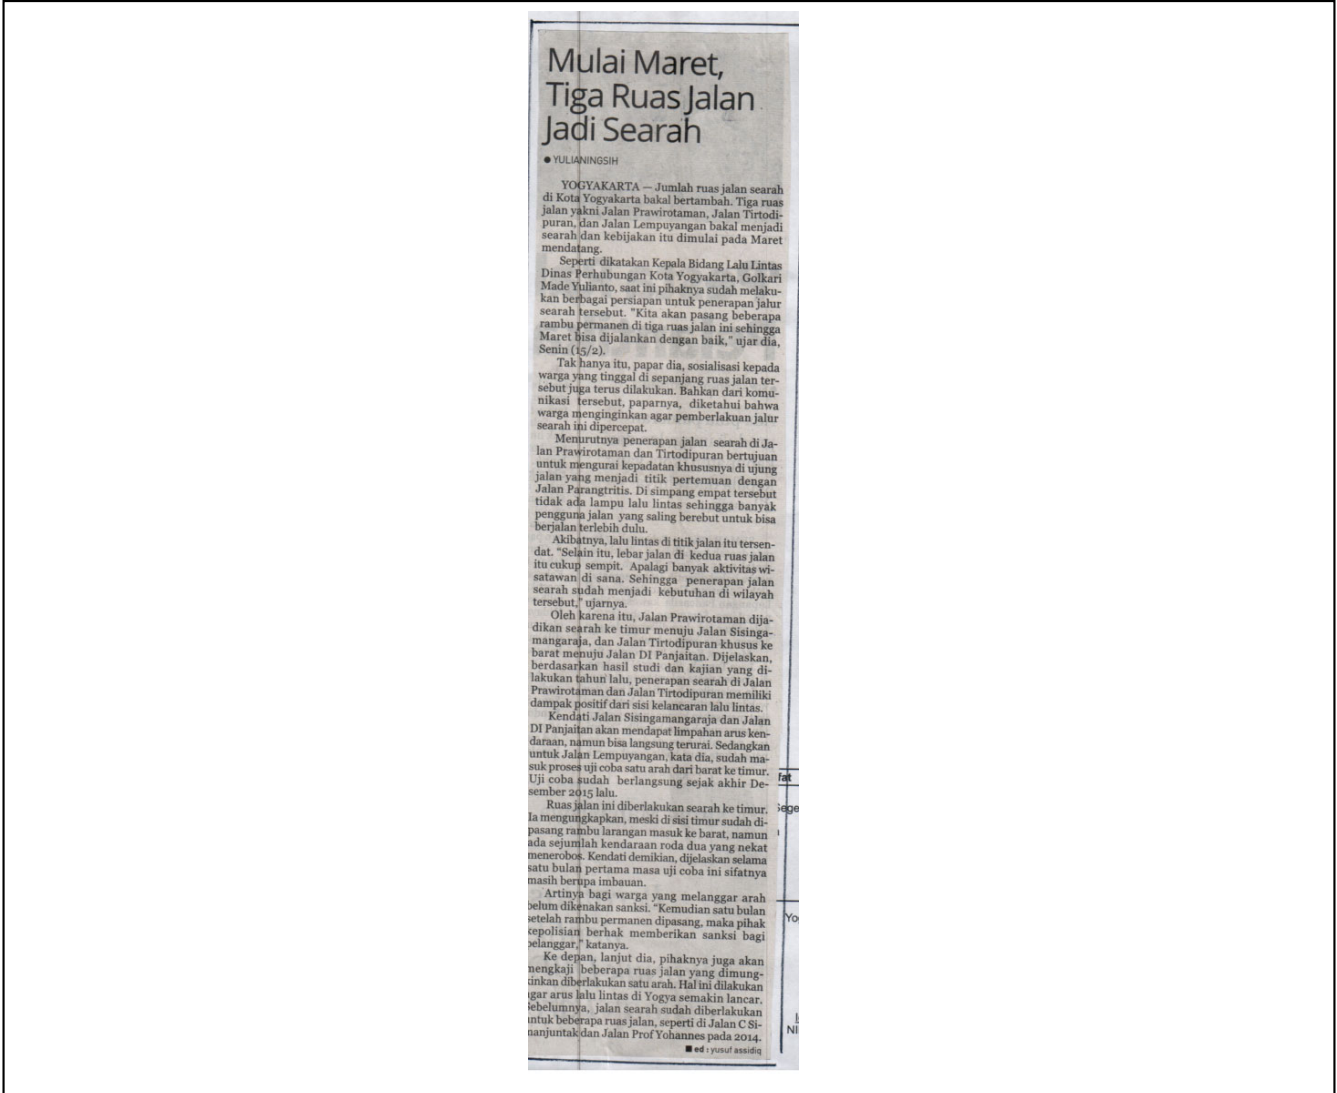 Mulai Maret,
Tiga Ruas Jalan
Jadi Searah
● YULIANINGSIH
YOGYAKARTA — Jumlah ruas jalan searah
di Kota Yogyakarta bakal bertambah. Tiga ruas
jalan yakni Jalan Prawirotaman, Jalan Tirtodi-
puran, dan Jalan Lempuyangan bakal menjadi
searah dan kebijakan itu dimulai pada Maret
mendatang.
Seperti dikatakan Kepala Bidang Lalu Lintas
Dinas Perhubungan Kota Yogyakarta, Golkari
Made Yulianto, saat ini pihaknya sudah melaku-
kan berbagai persiapan untuk penerapan jalur
searah tersebut. "Kita akan pasang beberapa
rambu permanen di tiga ruas jalan ini sehingga
Maret bisa dijalankan dengan baik," ujar dia,
Senin (15/2).
Tak hanya itu, papar dia, sosialisasi kepada
warga yang tinggal di sepanjang ruas jalan ter-
sebut juga terus dilakukan. Bahkan dari komu-
nikasi tersebut, paparnya, diketahui bahwa
warga menginginkan agar pemberlakuan jalur
searah ini dipercepat.
Menurutnya penerapan jalan searah di Ja-
lan Prawirotaman dan Tirtodipuran bertujuan
untuk mengurai kepadatan khususnya di ujung
jalan yang menjadi titik pertemuan dengan
Jalan Parangtritis. Di simpang empat tersebut
tidak ada lampu lalu lintas sehingga banyak
pengguna jalan yang saling berebut untuk bisa
berjalan terlebih dulu.
Akibatnya, lalu lintas di titik jalan itu tersen-
dat. "Selain itu, lebar jalan di kedua ruas jalan
itu cukup sempit. Apalagi banyak aktivitas wi-
satawan di sana. Sehingga penerapan jalan
searah sudah menjadi kebutuhan di wilayah
tersebut," ujarnya.
Oleh karena itu, Jalan Prawirotaman dija-
dikan searah ke timur menuju Jalan Sisinga-
mangaraja, dan Jalan Tirtodipuran khusus ke
barat menuju Jalan DI Panjaitan. Dijelaskan,
berdasarkan hasil studi dan kajian yang di-
lakukan tahun lalu, penerapan searah di Jalan
Prawirotaman dan Jalan Tirtodipuran memiliki
dampak positif dari sisi kelancaran lalu lintas.
Kendati Jalan Sisingamangaraja dan Jalan
DI Panjaitan akan mendapat limpahan arus ken-
daraan, namun bisa langsung terurai. Sedangkan
untuk Jalan Lempuyangan, kata dia, sudah ma-
suk proses uji coba satu arah dari barat ke timur.
Uji coba sudah berlangsung sejak akhir De-
sember 2015 lalu.
Ruas jalan ini diberlakukan searah ke timur.
Ia mengungkapkan, meski di sisi timur sudah di-
pasang rambu larangan masuk ke barat, namun
ada sejumlah kendaraan roda dua yang nekat
menerobos. Kendati demikian, dijelaskan selama
satu bulan pertama masa uji coba ini sifatnya
masih berupa imbauan.
Artinya bagi warga yang melanggar arah
belum dikenakan sanksi. "Kemudian satu bulan
setelah rambu permanen dipasang, maka pihak
kepolisian berhak memberikan sanksi bagi
pelanggar," katanya.
Ke depan, lanjut dia, pihaknya juga akan
mengkaji beberapa ruas jalan yang dimung-
kinkan diberlakukan satu arah. Hal ini dilakukan
agar arus lalu lintas di Yogya semakin lancar.
Sebelumnya, jalan searah sudah diberlakukan
untuk beberapa ruas jalan, seperti di Jalan C Si-
manjuntak dan Jalan Prof Yohannes pada 2014.
■ ed : yusuf assidiq
fat